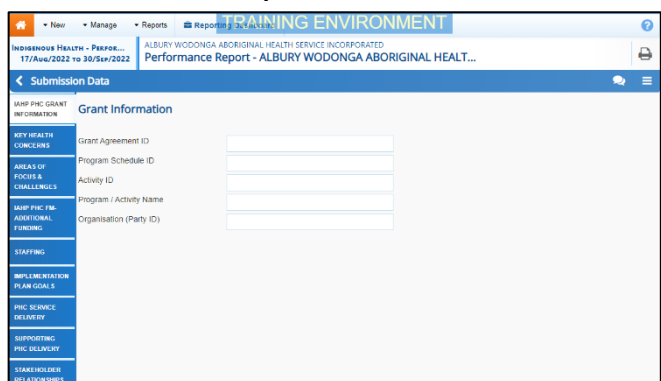 New Manage Reports Reporting Dashboard
TRAINING ENVIRONMENT
INDIGENOUS HEALTH - PERFOR...
17/AUG/2022 TO 30/SEP/2022
ALBURY WODONGA ABORIGINAL HEALTH SERVICE INCORPORATED
Performance Report - ALBURY WODONGA ABORIGINAL HEALT...
Submission Data
IAHP PHC GRANT
INFORMATION
Grant Information
Grant Agreement ID
Program Schedule ID
Activity ID
Program / Activity Name
Organisation (Party ID)
KEY HEALTH
CONCERNS
AREAS OF
FOCUS &
CHALLENGES
IAHP PHC FM-
ADDITIONAL
FUNDING
STAFFING
IMPLEMENTATION
PLAN GOALS
PHC SERVICE
DELIVERY
SUPPORTING
PHC DELIVERY
STAKEHOLDER
RELATIONSHIPS